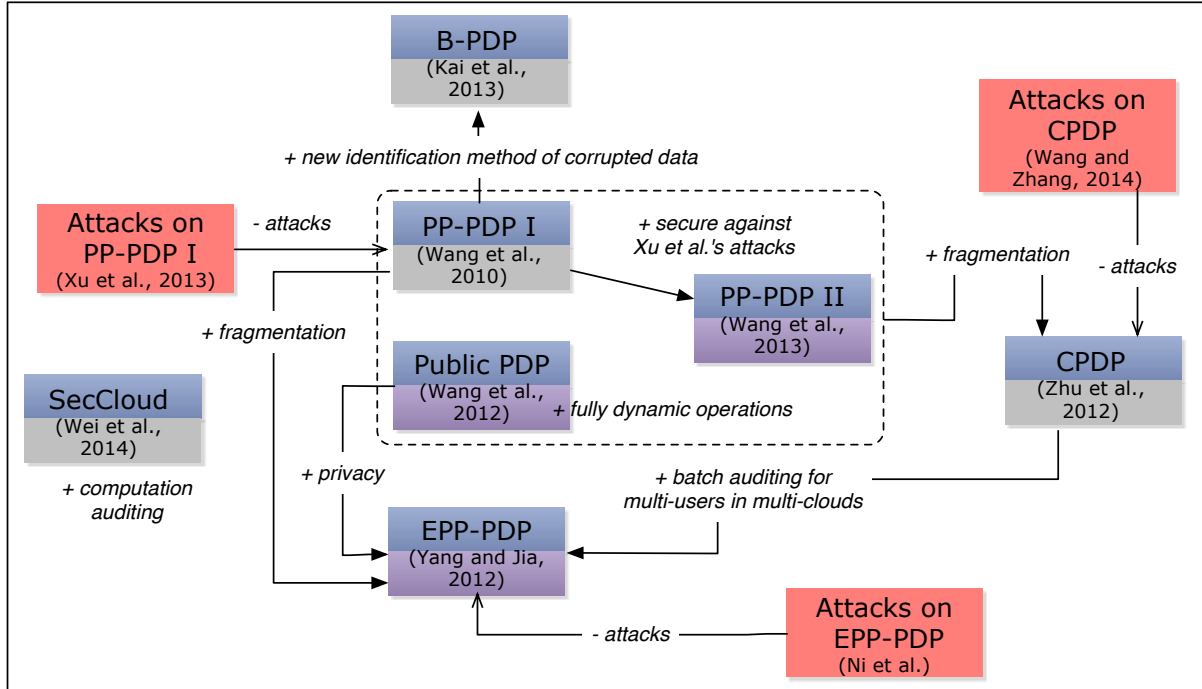 B-PDP
(Kai et al.,
2013)
+ new identification method of corrupted data
Attacks on
CPDP
(Wang and
Zhang, 2014)
Attacks on
PP-PDP I
(Xu et al., 2013)
- attacks
PP-PDP I
(Wang et al.,
2010)
+ secure against
Xu et al.'s attacks
+ fragmentation
- attacks
PP-PDP II
(Wang et al.,
2013)
+ fragmentation
Public PDP
(Wang et al.,
2012)
+ fully dynamic operations
CPDP
(Zhu et al.,
2012)
SecCloud
(Wei et al.,
2014)
+ computation
auditing
+ privacy
+ batch auditing for
multi-users in multi-clouds
EPP-PDP
(Yang and Jia,
2012)
- attacks
Attacks on
EPP-PDP
(Ni et al.)